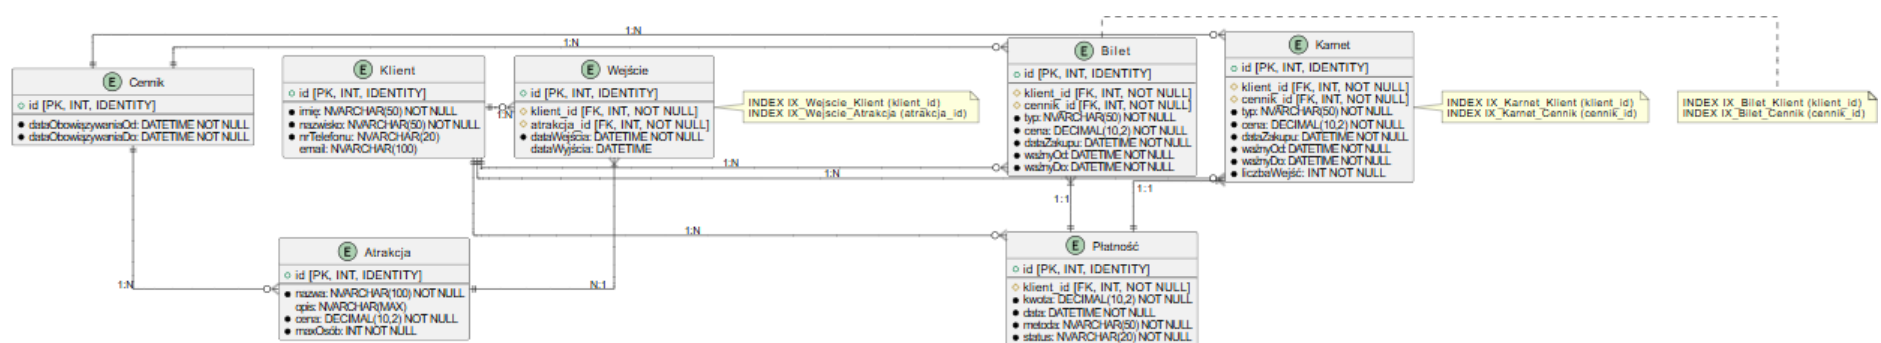 1:N
1:N
E Cennik
id [PK, INT, IDENTITY]
dataObowiązywaniaOd: DATETIME NOT NULL
dataObowiązywaniaDo: DATETIME NOT NULL
E Klient
id [PK, INT, IDENTITY]
imię: NVARCHAR(50) NOT NULL
nazwisko: NVARCHAR(50) NOT NULL
nrTelefonu: NVARCHAR(20)
email: NVARCHAR(100)
1:N
E Wejście
id [PK, INT, IDENTITY]
klient_id [FK, INT, NOT NULL]
atrakcja_id [FK, INT, NOT NULL]
dataWejścia: DATETIME NOT NULL
dataWyjścia: DATETIME
INDEX IX_Wejscie_Klient (klient_id)
INDEX IX_Wejscie_Atrakcja (atrakcja_id)
E Bilet
id [PK, INT, IDENTITY]
klient_id [FK, INT, NOT NULL]
cennik_id [FK, INT, NOT NULL]
typ: NVARCHAR(50) NOT NULL
cena: DECIMAL(10,2) NOT NULL
dataZakupu: DATETIME NOT NULL
ważnyOd: DATETIME NOT NULL
ważnyDo: DATETIME NOT NULL
E Karnet
id [PK, INT, IDENTITY]
klient_id [FK, INT, NOT NULL]
cennik_id [FK, INT, NOT NULL]
typ: NVARCHAR(50) NOT NULL
cena: DECIMAL(10,2) NOT NULL
dataZakupu: DATETIME NOT NULL
ważnyOd: DATETIME NOT NULL
ważnyDo: DATETIME NOT NULL
liczbaWejść: INT NOT NULL
INDEX IX_Karnet_Klient (klient_id)
INDEX IX_Karnet_Cennik (cennik_id)
INDEX IX_Bilet_Klient (klient_id)
INDEX IX_Bilet_Cennik (cennik_id)
1:N
1:N
1:1
1:1
1:N
1:N
N:1
E Atrakcja
id [PK, INT, IDENTITY]
nazwa: NVARCHAR(100) NOT NULL
opis: NVARCHAR(MAX)
cena: DECIMAL(10,2) NOT NULL
maxOsób: INT NOT NULL
E Płatność
id [PK, INT, IDENTITY]
klient_id [FK, INT, NOT NULL]
kwota: DECIMAL(10,2) NOT NULL
data: DATETIME NOT NULL
metoda: NVARCHAR(50) NOT NULL
status: NVARCHAR(20) NOT NULL